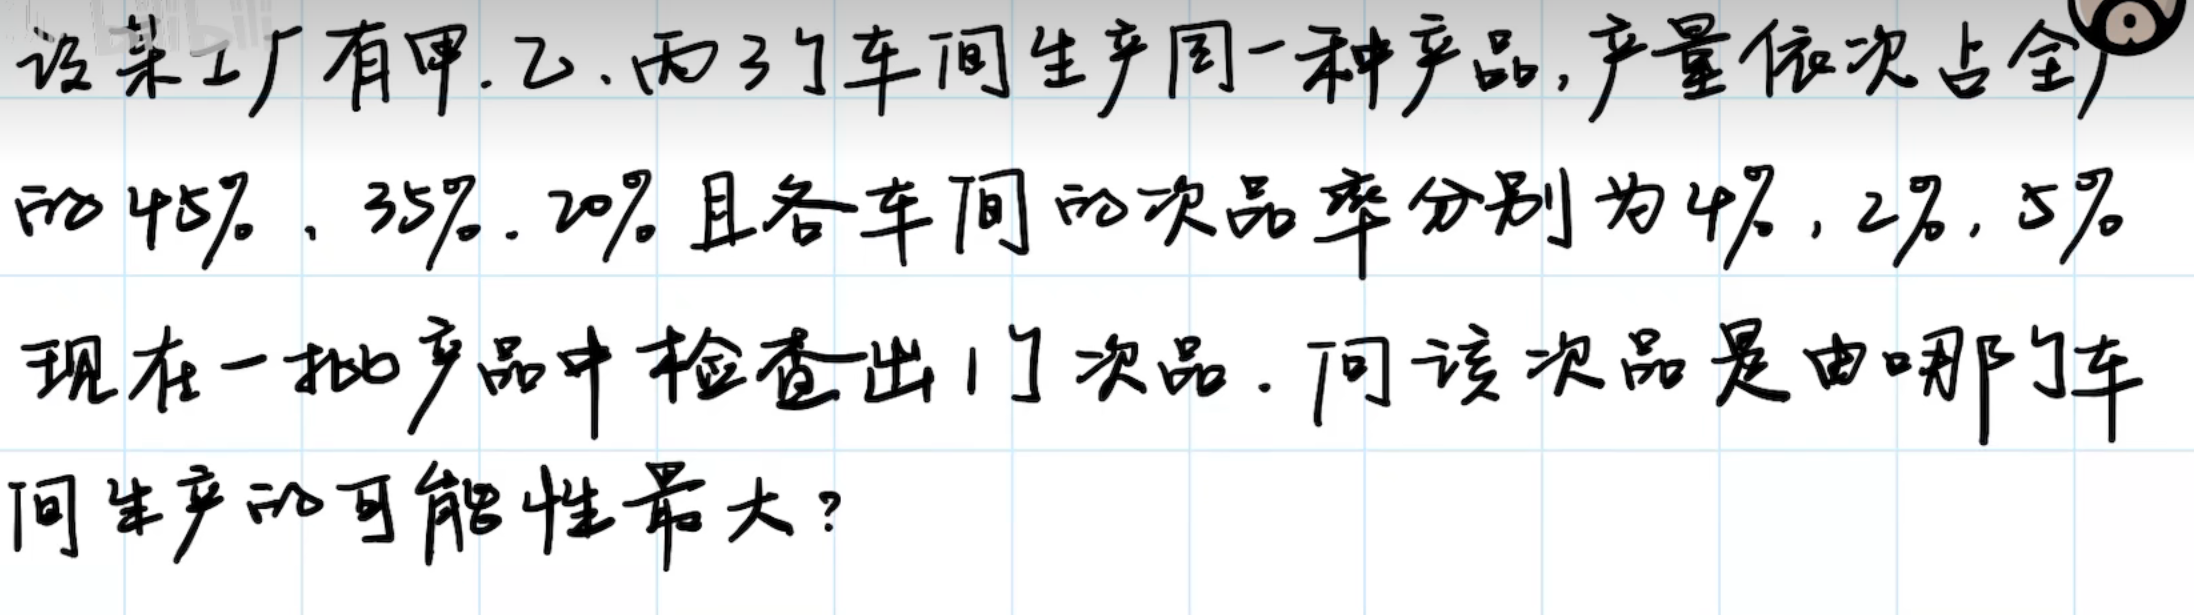 bilibili
设某工厂有甲.乙、丙3个车间生产同一种产品,产量依次占全厂
的45%、35%.20%且各车间的次品率分别为4%,2%,5%
现在一批产品中检查出1个次品.问该次品是由哪个车
间生产的可能性最大?